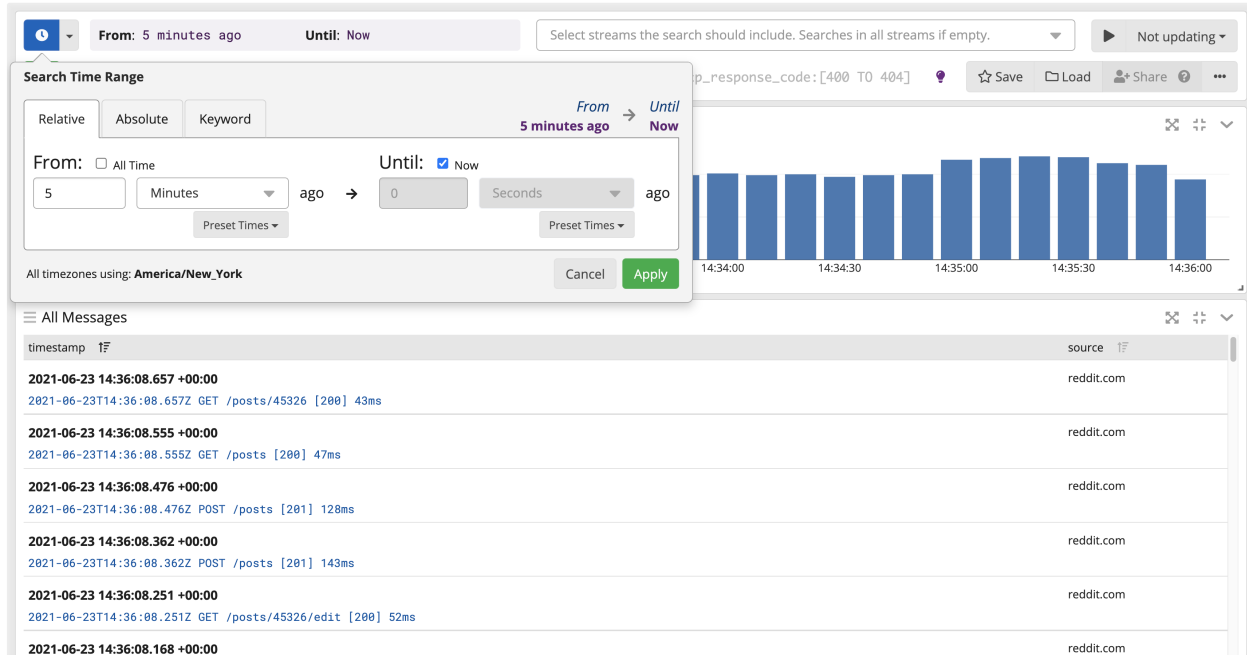 From: 5 minutes ago Until: Now
Select streams the search should include. Searches in all streams if empty.
Not updating
Search Time Range
p_response_code:[400 TO 404]
Save Load Share
Relative Absolute Keyword
From Until
5 minutes ago Now
From: All Time Until: Now
5 Minutes ago 0 Seconds ago
Preset Times Preset Times
All timezones using: America/New_York
Cancel Apply
14:34:00 14:34:30 14:35:00 14:35:30 14:36:00
All Messages
timestamp source
2021-06-23 14:36:08.657 +00:00 reddit.com
2021-06-23T14:36:08.657Z GET /posts/45326 [200] 43ms
2021-06-23 14:36:08.555 +00:00 reddit.com
2021-06-23T14:36:08.555Z GET /posts [200] 47ms
2021-06-23 14:36:08.476 +00:00 reddit.com
2021-06-23T14:36:08.476Z POST /posts [201] 128ms
2021-06-23 14:36:08.362 +00:00 reddit.com
2021-06-23T14:36:08.362Z POST /posts [201] 143ms
2021-06-23 14:36:08.251 +00:00 reddit.com
2021-06-23T14:36:08.251Z GET /posts/45326/edit [200] 52ms
2021-06-23 14:36:08.168 +00:00 reddit.com